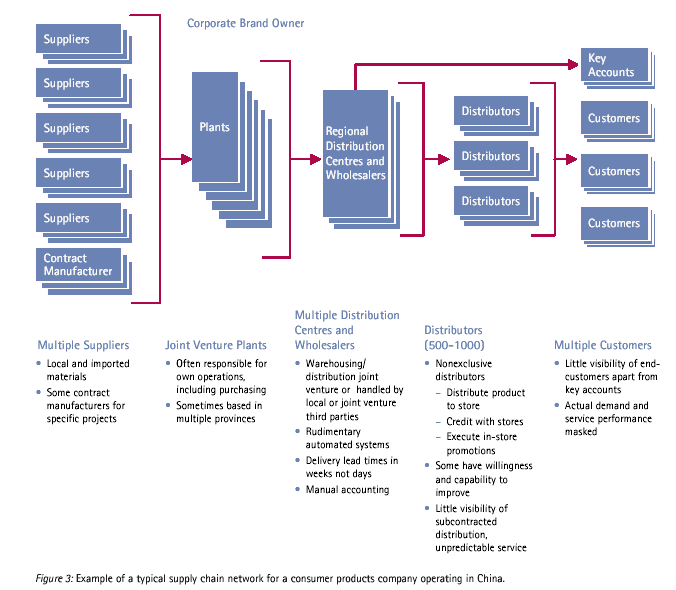 Corporate Brand Owner
Suppliers
Suppliers
Suppliers
Suppliers
Suppliers
Contract
Manufacturer
Plants
Regional
Distribution
Centres and
Wholesalers
Distributors
Distributors
Distributors
Key
Accounts
Customers
Customers
Customers
Multiple Suppliers
• Local and imported
materials
• Some contract
manufacturers for
specific projects
Joint Venture Plants
• Often responsible for
own operations,
including purchasing
• Sometimes based in
multiple provinces
Multiple Distribution
Centres and
Wholesalers
• Warehousing/
distribution joint
venture or handled by
local or joint venture
third parties
• Rudimentary
automated systems
• Delivery lead times in
weeks not days
• Manual accounting
Distributors
(500-1000)
• Nonexclusive
distributors
– Distribute product
to store
– Credit with stores
– Execute in-store
promotions
• Some have willingness
and capability to
improve
• Little visibility of
subcontracted
distribution,
unpredictable service
Multiple Customers
• Little visibility of end-
customers apart from
key accounts
• Actual demand and
service performance
masked
Figure 3: Example of a typical supply chain network for a consumer products company operating in China.